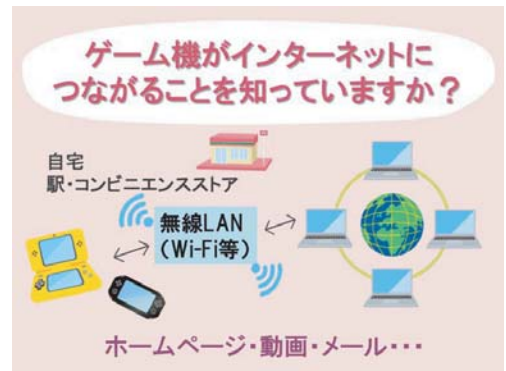 ゲーム機がインターネットに
つながることを知っていますか？
自宅
駅・コンビニエンスストア
無線LAN
（Wi-Fi等）
ホームページ・動画・メール・・・